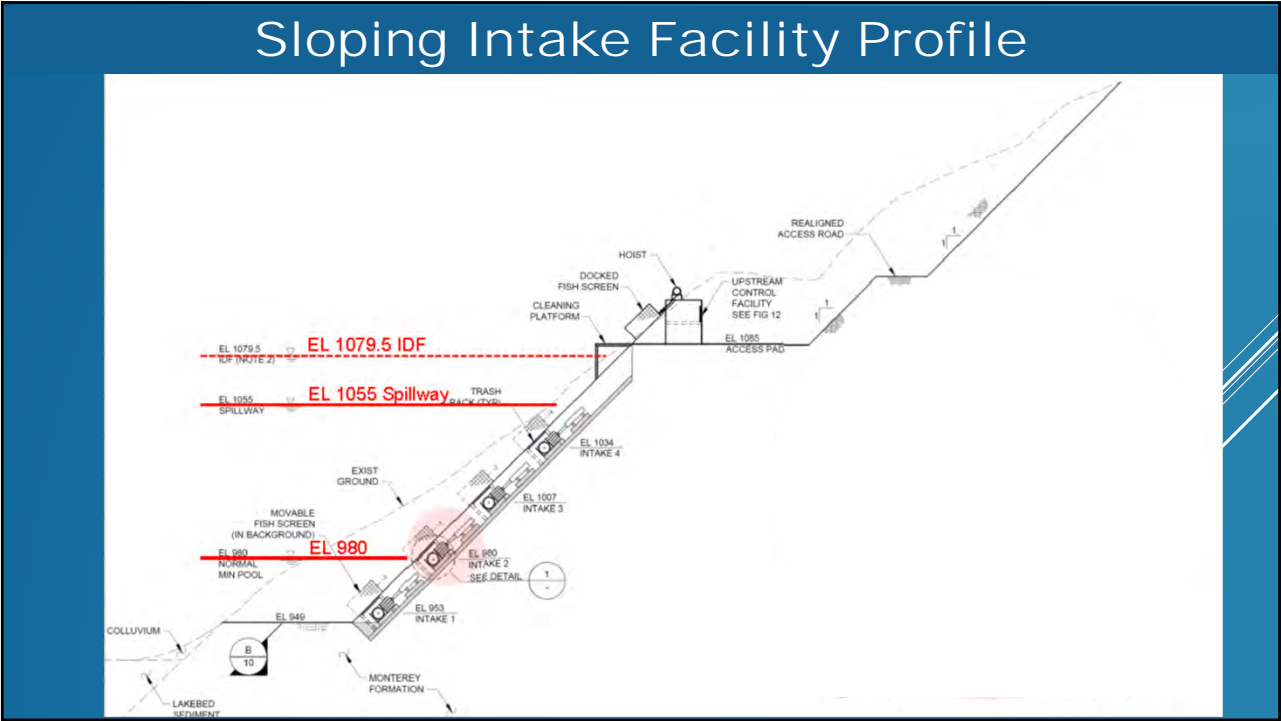 Sloping Intake Facility Profile
REALIGNED
ACCESS ROAD
1
1
HOIST
DOCKED
FISH SCREEN
UPSTREAM
CONTROL
FACILITY
SEE FIG 12
CLEANING
PLATFORM
1
1
EL 1085
ACCESS PAD
EL 1079.5 IDF
EL 1079.5
IDF (NOTE 2)
EL 1055 Spillway
EL 1055
SPILLWAY
TRASH
RACK (TYP)
EL 1034
INTAKE 4
EXIST
GROUND
EL 1007
INTAKE 3
MOVABLE
FISH SCREEN
(IN BACKGROUND)
EL 980
EL 980
NORMAL
MIN POOL
EL 980
INTAKE 2
SEE DETAIL
1
-
EL 953
INTAKE 1
EL 949
COLLUVIUM
B
10
MONTEREY
FORMATION
LAKEBED
SEDIMENT